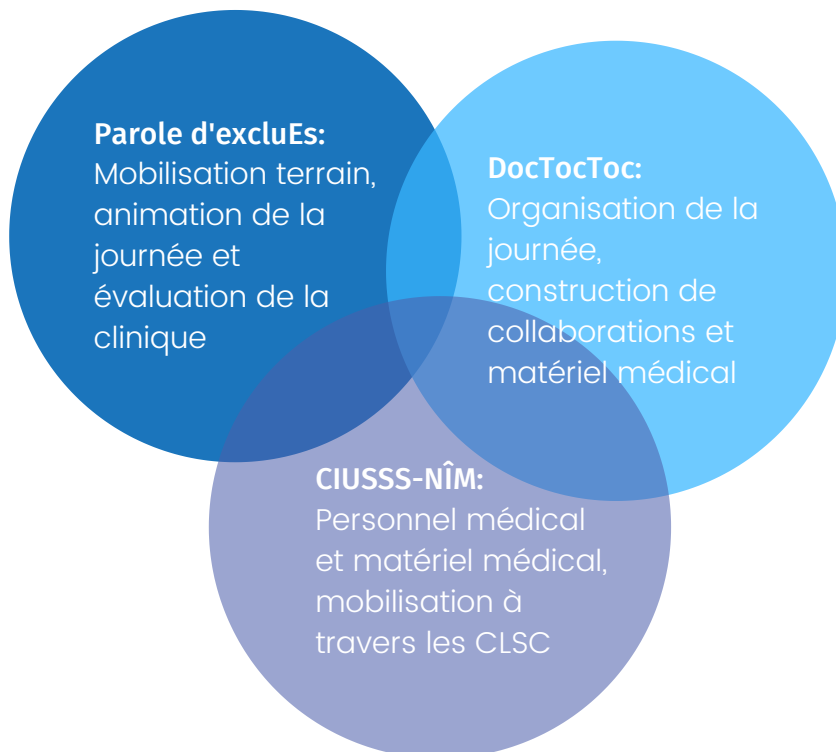 Parole d'excluEs:
Mobilisation terrain,
animation de la
journée et
évaluation de la
clinique
DocTocToc:
Organisation de la
journée,
construction de
collaborations et
matériel médical
CIUSSS-NÎM:
Personnel médical
et matériel médical,
mobilisation à
travers les CLSC